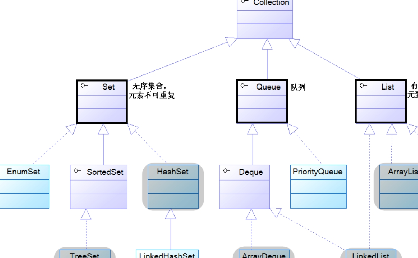 Collection
Set
无序集合,
元素不可重复
Queue
队列
List
有
EnumSet
SortedSet
HashSet
Deque
PriorityQueue
ArrayLis
TreeSet
LinkedHashSet
ArrayDeque
LinkedList